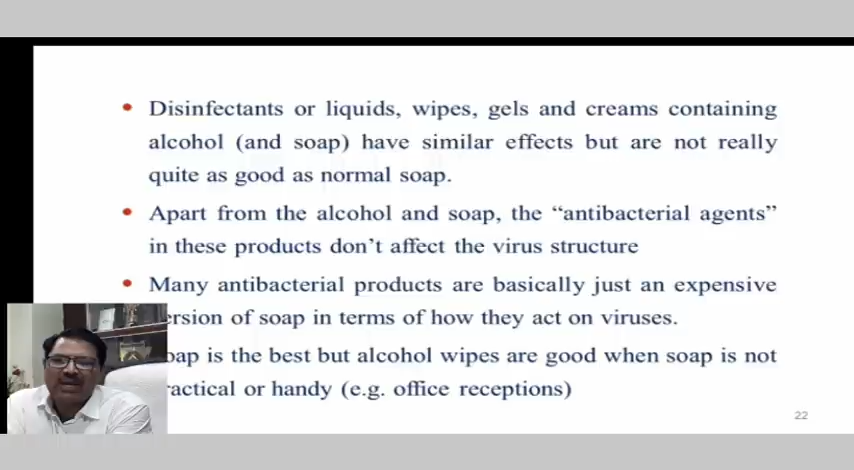 • Disinfectants or liquids, wipes, gels and creams containing
alcohol (and soap) have similar effects but are not really
quite as good as normal soap.
• Apart from the alcohol and soap, the “antibacterial agents”
in these products don’t affect the virus structure
• Many antibacterial products are basically just an expensive
ersion of soap in terms of how they act on viruses.
oap is the best but alcohol wipes are good when soap is not
ractical or handy (e.g. office receptions)
22